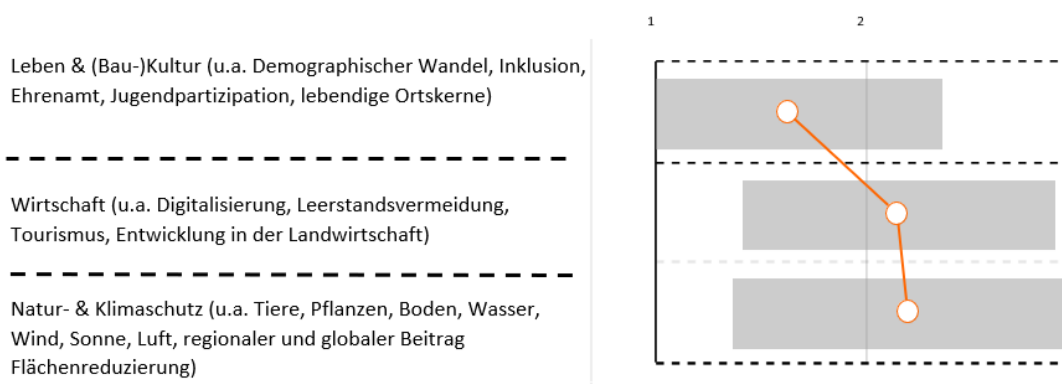 1
2
Leben & (Bau-)Kultur (u.a. Demographischer Wandel, Inklusion,
Ehrenamt, Jugendpartizipation, lebendige Ortskerne)
Wirtschaft (u.a. Digitalisierung, Leerstandsvermeidung,
Tourismus, Entwicklung in der Landwirtschaft)
Natur- & Klimaschutz (u.a. Tiere, Pflanzen, Boden, Wasser,
Wind, Sonne, Luft, regionaler und globaler Beitrag
Flächenreduzierung)